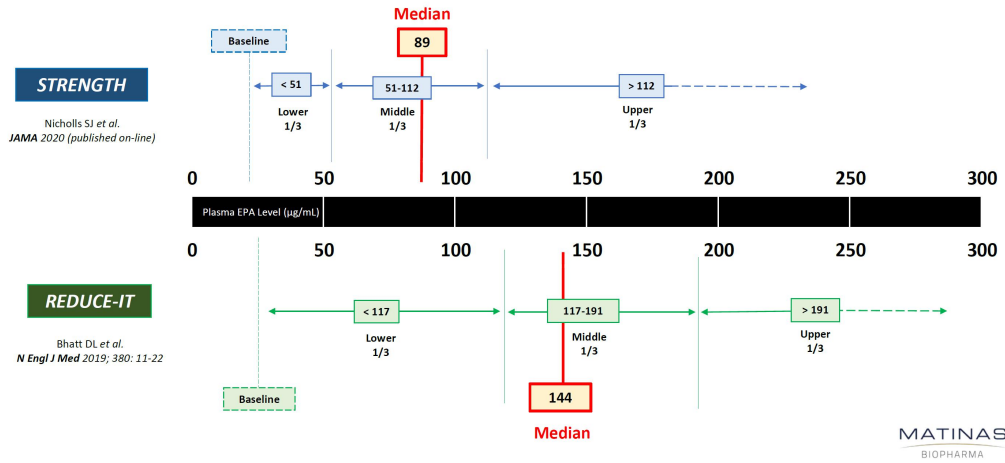 Median
89
Baseline
STRENGTH
Nicholls SJ et al.
JAMA 2020 (published on-line)
< 51
51-112
> 112
Lower
1/3
Middle
1/3
Upper
1/3
0 50 100 150 200 250 300
Plasma EPA Level (µg/mL)
0 50 100 150 200 250 300
REDUCE-IT
Bhatt DL et al.
N Engl J Med 2019; 380: 11-22
< 117
117-191
> 191
Lower
1/3
Middle
1/3
Upper
1/3
Baseline
144
Median
MATINAS
BIOPHARMA